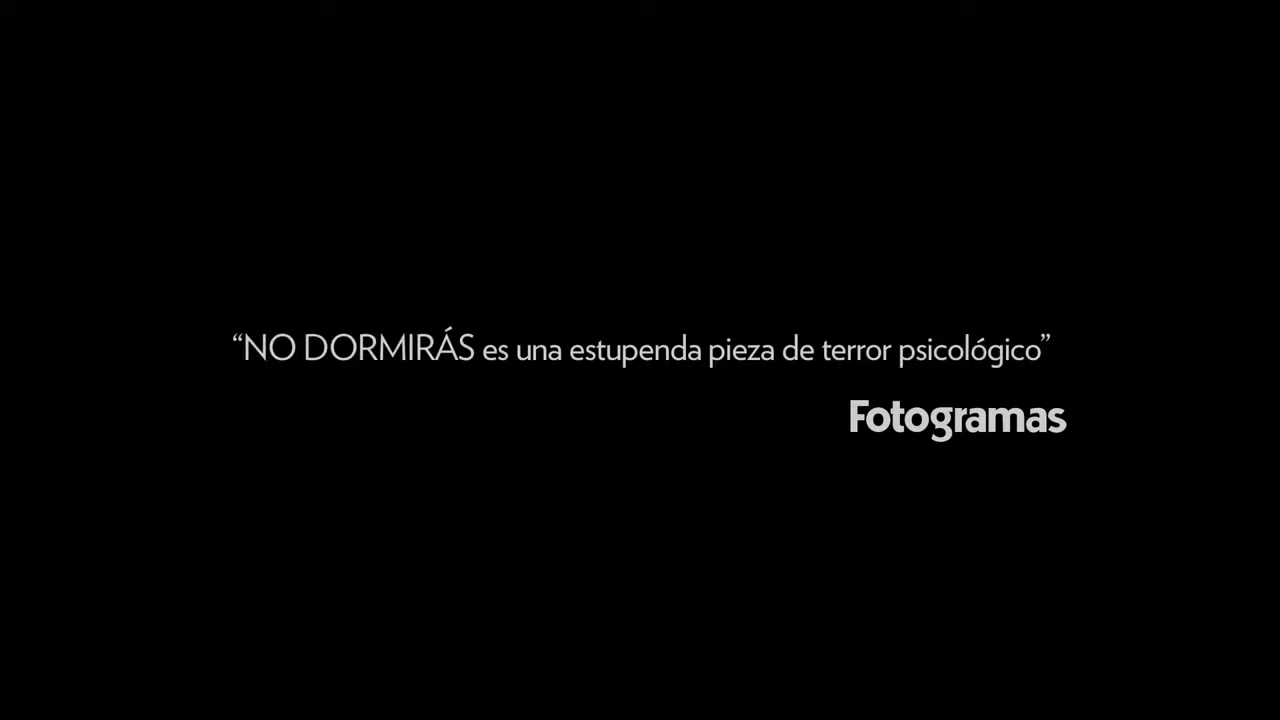 “NO DORMIRÁS es una estupenda pieza de terror psicológico”
Fotogramas